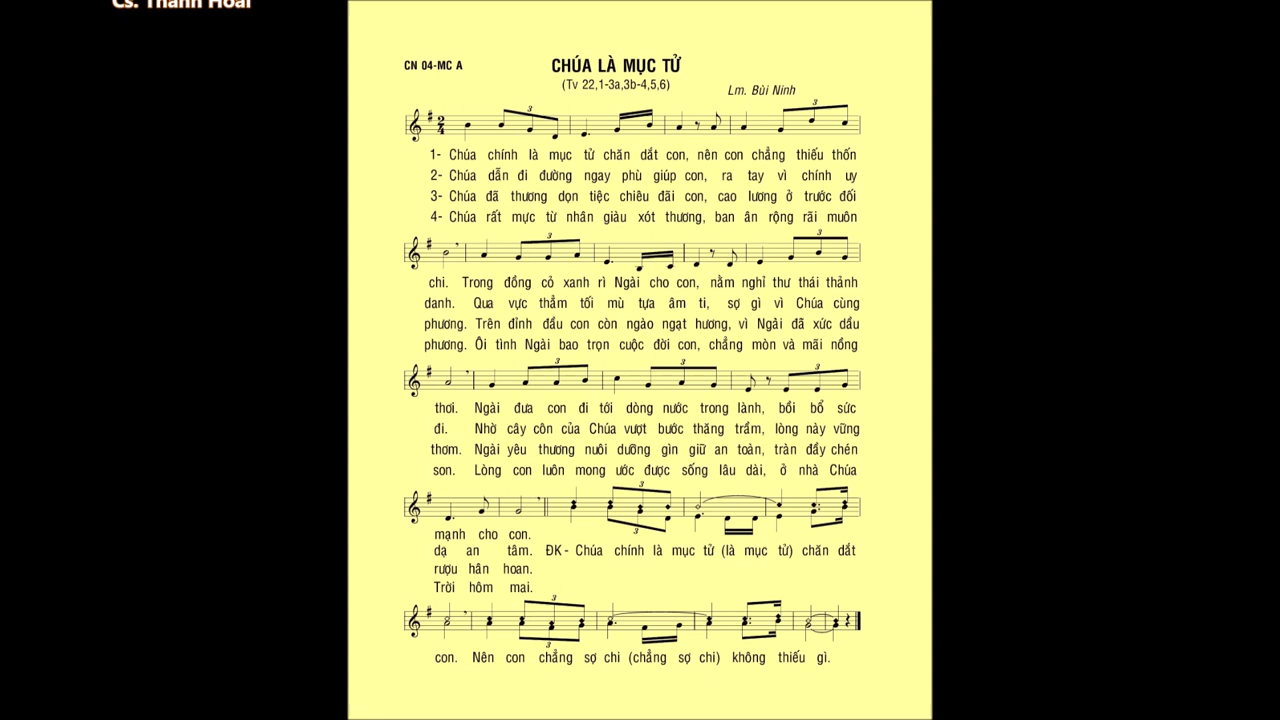 Cs. Thanh Hoài
CN 04-MC A
CHÚA LÀ MỤC TỬ
(Tv 22,1-3a,3b-4,5,6)
Lm. Bùi Ninh
1- Chúa chính là mục tử chăn dắt con, nên con chẳng thiếu thốn
2- Chúa dẫn đi đường ngay phù giúp con, ra tay vì chính uy
3- Chúa đã thương dọn tiệc chiêu đãi con, cao lương ở trước đối
4- Chúa rất mực từ nhân giàu xót thương, ban ân rộng rãi muôn
chi. Trong đồng cỏ xanh rì Ngài cho con, nằm nghỉ thư thái thảnh
danh. Qua vực thẳm tối mù tựa âm ti, sợ gì vì Chúa cùng
phương. Trên đỉnh đầu con còn ngào ngạt hương, vì Ngài đã xức dầu
phương. Ôi tình Ngài bao trọn cuộc đời con, chẳng mòn và mãi nồng
thơi. Ngài đưa con đi tới dòng nước trong lành, bồi bổ sức
đi. Nhờ cây côn của Chúa vượt bước thăng trầm, lòng này vững
thơm. Ngài yêu thương nuôi dưỡng gìn giữ an toàn, tràn đầy chén
son. Lòng con luôn mong ước được sống lâu dài, ở nhà Chúa
mạnh cho con.
dạ an tâm. ĐK- Chúa chính là mục tử (là mục tử) chăn dắt
rượu hân hoan.
Trời hôm mai.
con. Nên con chẳng sợ chi (chẳng sợ chi) không thiếu gì.